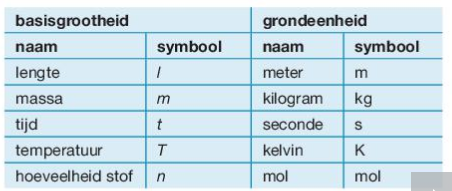 basisgrootheid grondeenheid
naam symbool naam symbool
lengte l meter m
massa m kilogram kg
tijd t seconde s
temperatuur T kelvin K
hoeveelheid stof n mol mol